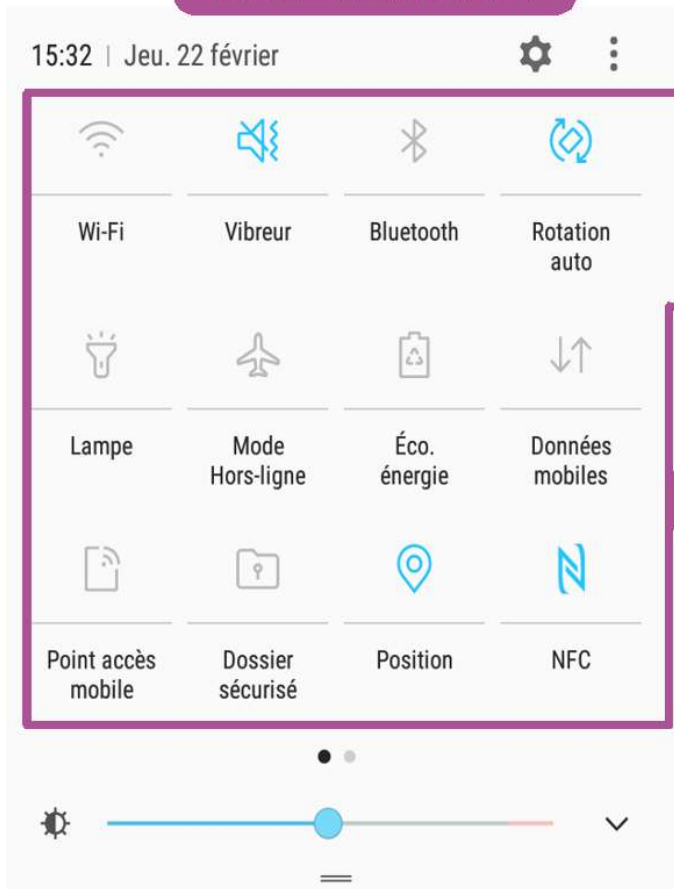 15:32 | Jeu. 22 février
Wi-Fi Vibreur Bluetooth Rotation
auto
Lampe Mode Éco. Données
Hors-ligne énergie mobiles
Point accès Dossier Position NFC
mobile sécurisé